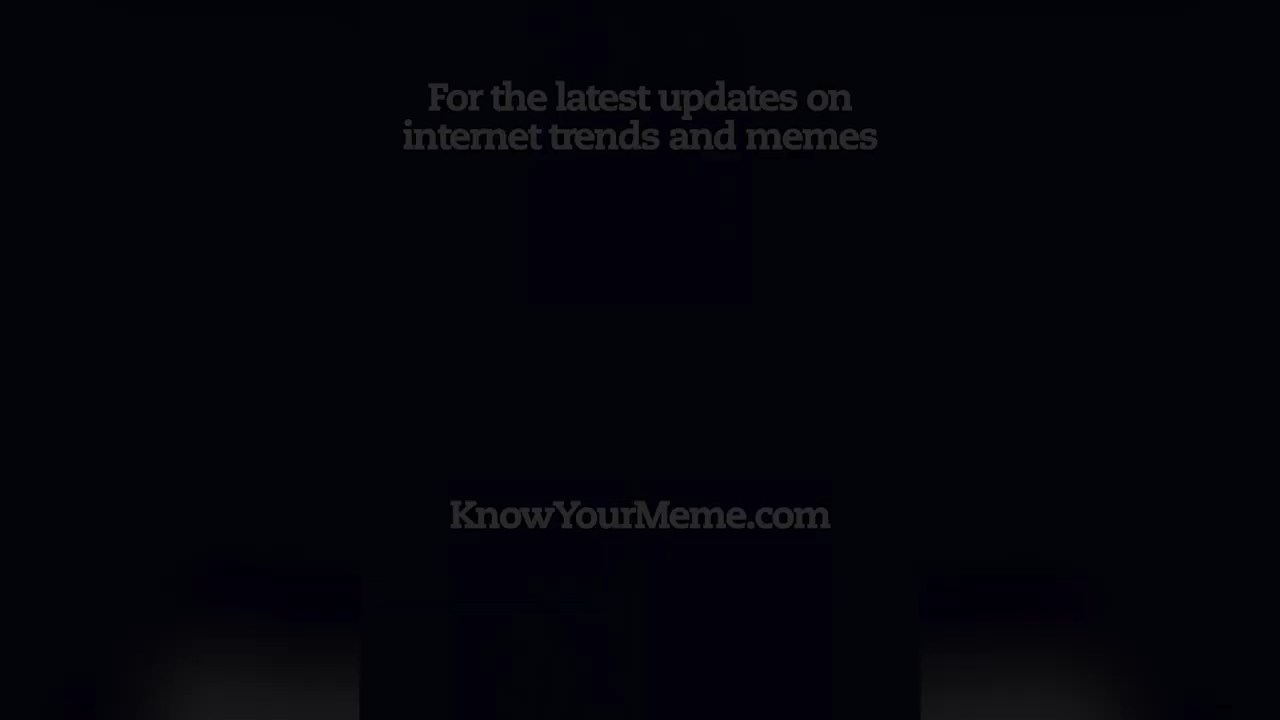 For the latest updates on
internet trends and memes
KnowYourMeme.com